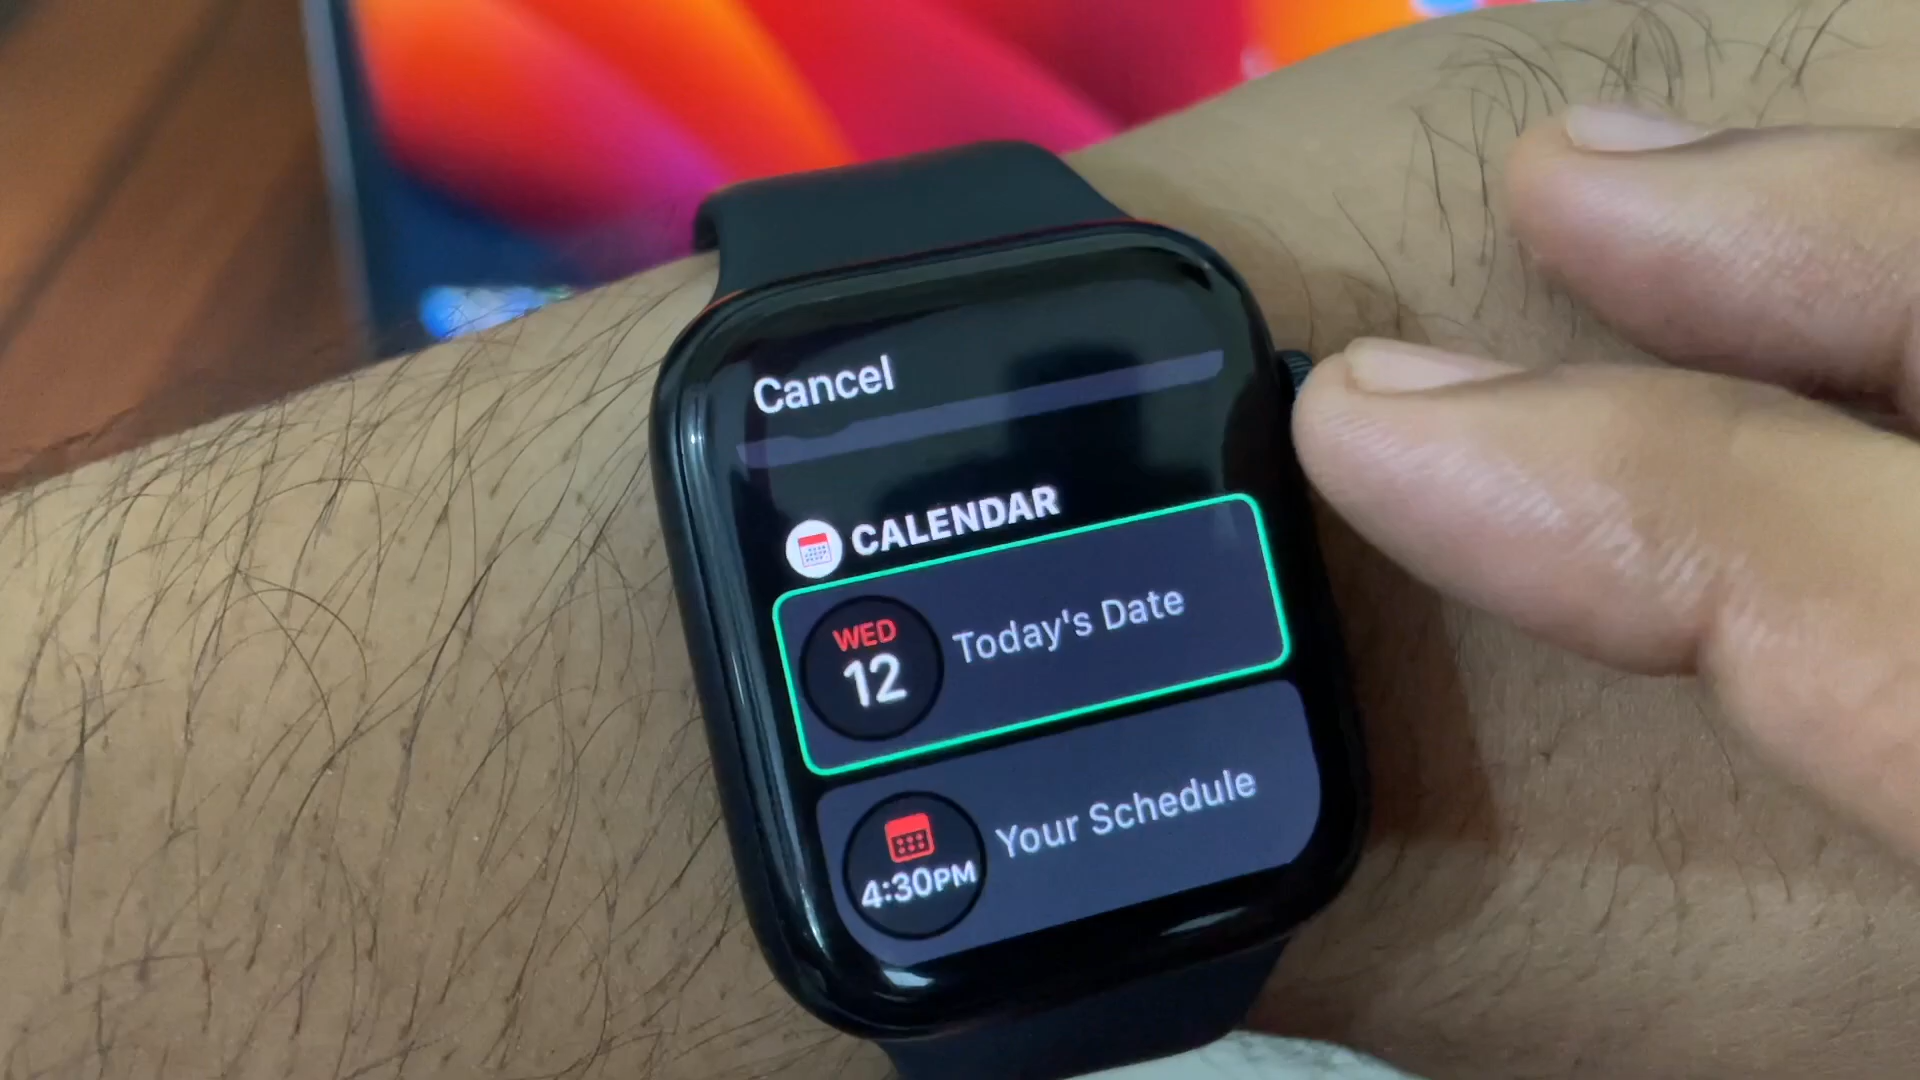 Cancel
CALENDAR
WED
12
Today's Date
Your Schedule
4:30PM